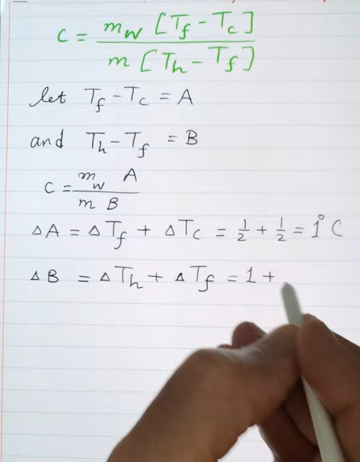 c = m_w [T_f - T_c] / m [T_h - T_f]
let T_f - T_c = A
and T_h - T_f = B
c = m_w A / m B
ΔA = ΔT_f + ΔT_c = 1/2 + 1/2 = 1°C
ΔB = ΔT_h + ΔT_f = 1 +